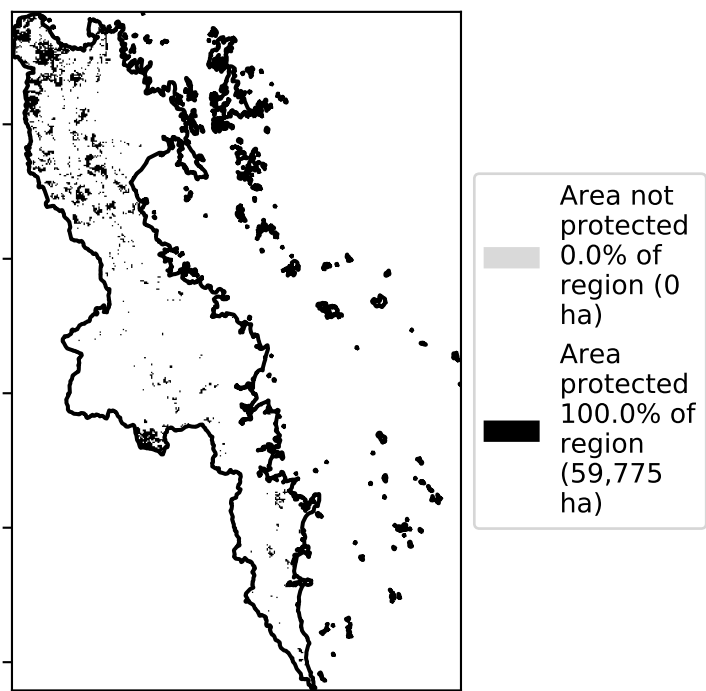 Area not
protected
0.0% of
region (0
ha)
Area
protected
100.0% of
region
(59,775
ha)